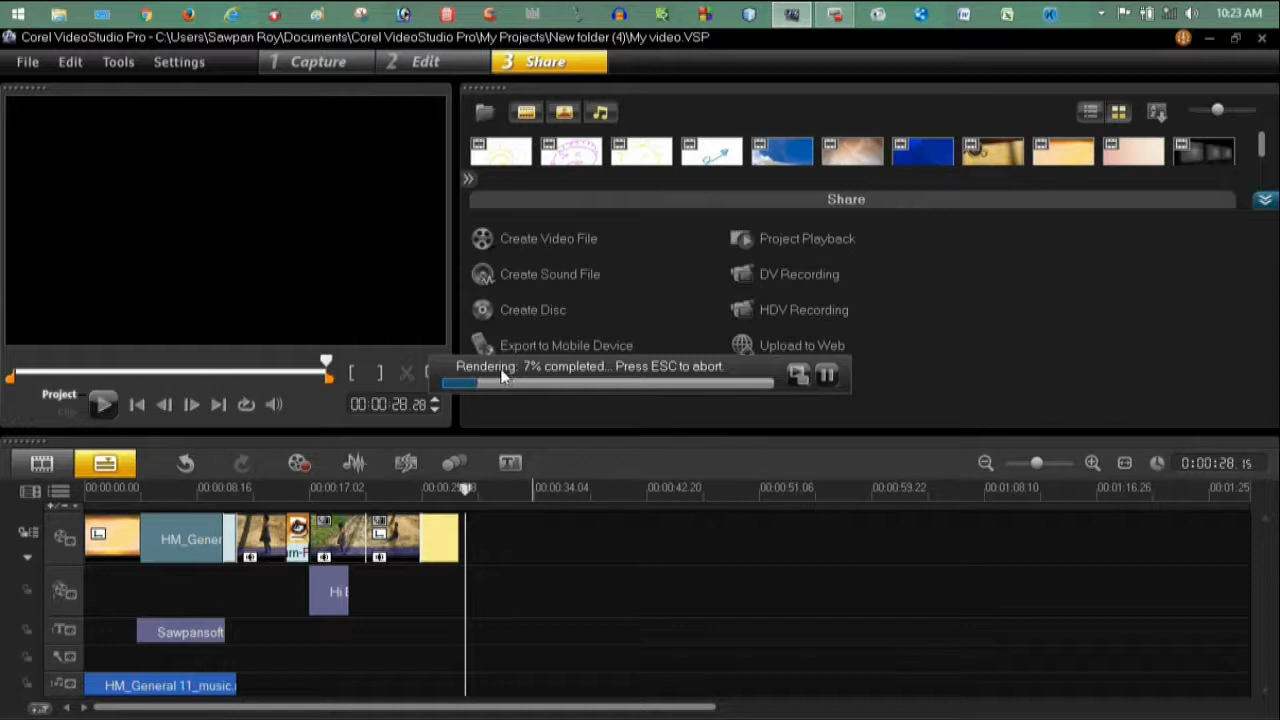 10:23 AM
Corel VideoStudio Pro - C:\Users\Sawpan Roy\Documents\Corel VideoStudio Pro\My Projects\New folder (4)\My video.VSP
File Edit Tools Settings 1 Capture 2 Edit 3 Share
Share
Create Video File Project Playback
Create Sound File DV Recording
Create Disc HDV Recording
Export to Mobile Device Upload to Web
Rendering: 7% completed... Press ESC to abort.
Project
Clip
00:00:28.28
0:00:28.15
00:00:00.00 00:00:08.16 00:00:17.02 00:00:34.04 00:00:42.20 00:00:51.06 00:00:59.22 00:01:08.10 00:01:16.26 00:01:25
HM_Gener
Hi
Sawpansoft
HM_General 11_music.